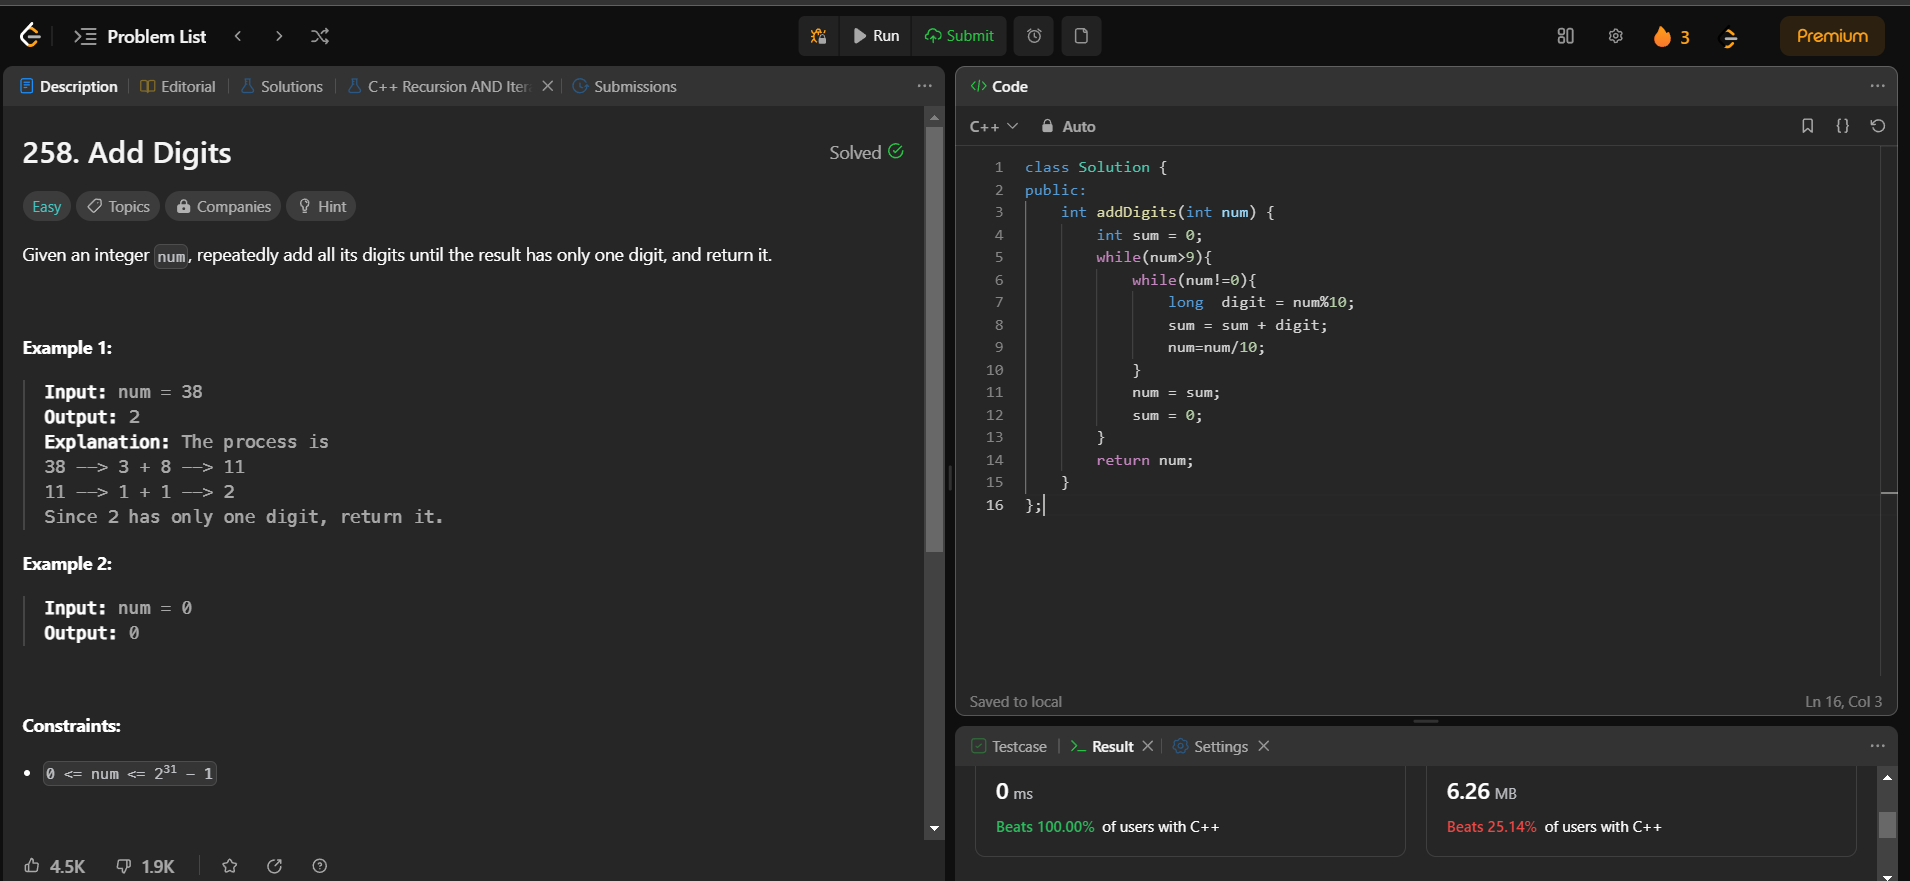 Problem List
Run
Submit
3
Premium
Description
Editorial
Solutions
C++ Recursion AND Iter
Submissions
258. Add Digits
Solved
Easy
Topics
Companies
Hint
Given an integer num, repeatedly add all its digits until the result has only one digit, and return it.
Example 1:
Input: num = 38
Output: 2
Explanation: The process is
38 --> 3 + 8 --> 11
11 --> 1 + 1 --> 2
Since 2 has only one digit, return it.
Example 2:
Input: num = 0
Output: 0
Constraints:
• 0 <= num <= 2³¹ - 1
4.5K
1.9K
</> Code
C++
Auto
{}
1 class Solution {
2 public:
3     int addDigits(int num) {
4         int sum = 0;
5         while(num>9){
6             while(num!=0){
7                 long  digit = num%10;
8                 sum = sum + digit;
9                 num=num/10;
10             }
11             num = sum;
12             sum = 0;
13         }
14         return num;
15     }
16 };
Saved to local
Ln 16, Col 3
Testcase
>_ Result
Settings
0 ms
Beats 100.00% of users with C++
6.26 MB
Beats 25.14% of users with C++